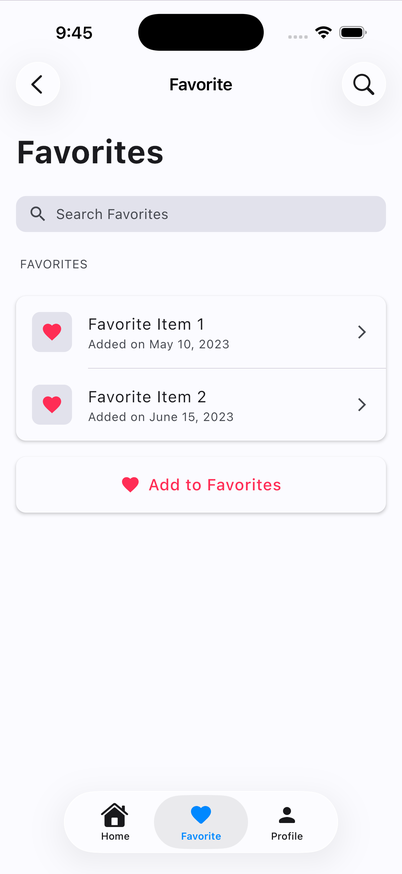 9:45
Favorite
Favorites
Search Favorites
FAVORITES
Favorite Item 1
Added on May 10, 2023
Favorite Item 2
Added on June 15, 2023
Add to Favorites
Home
Favorite
Profile